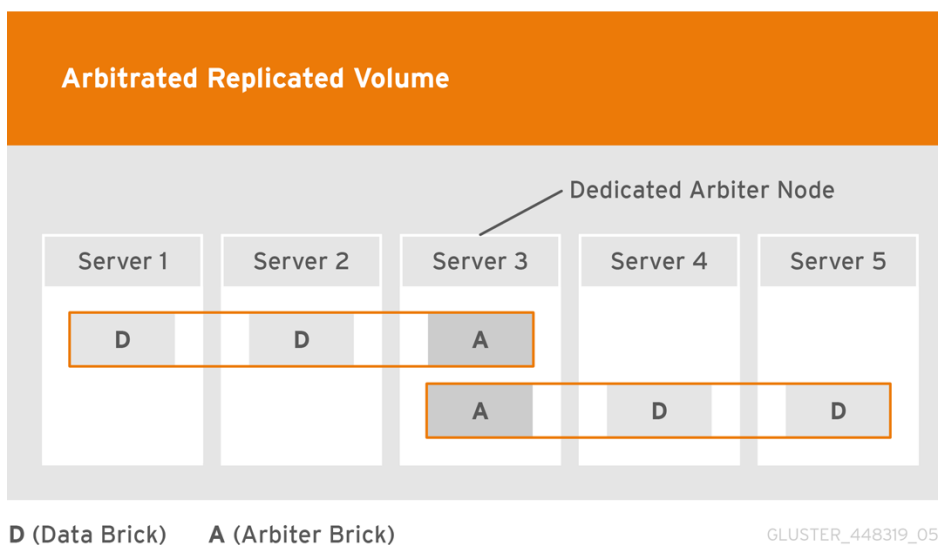 Arbitrated Replicated Volume
Dedicated Arbiter Node
Server 1 Server 2 Server 3 Server 4 Server 5
D D A
A D D
D (Data Brick) A (Arbiter Brick)
GLUSTER_448319_05